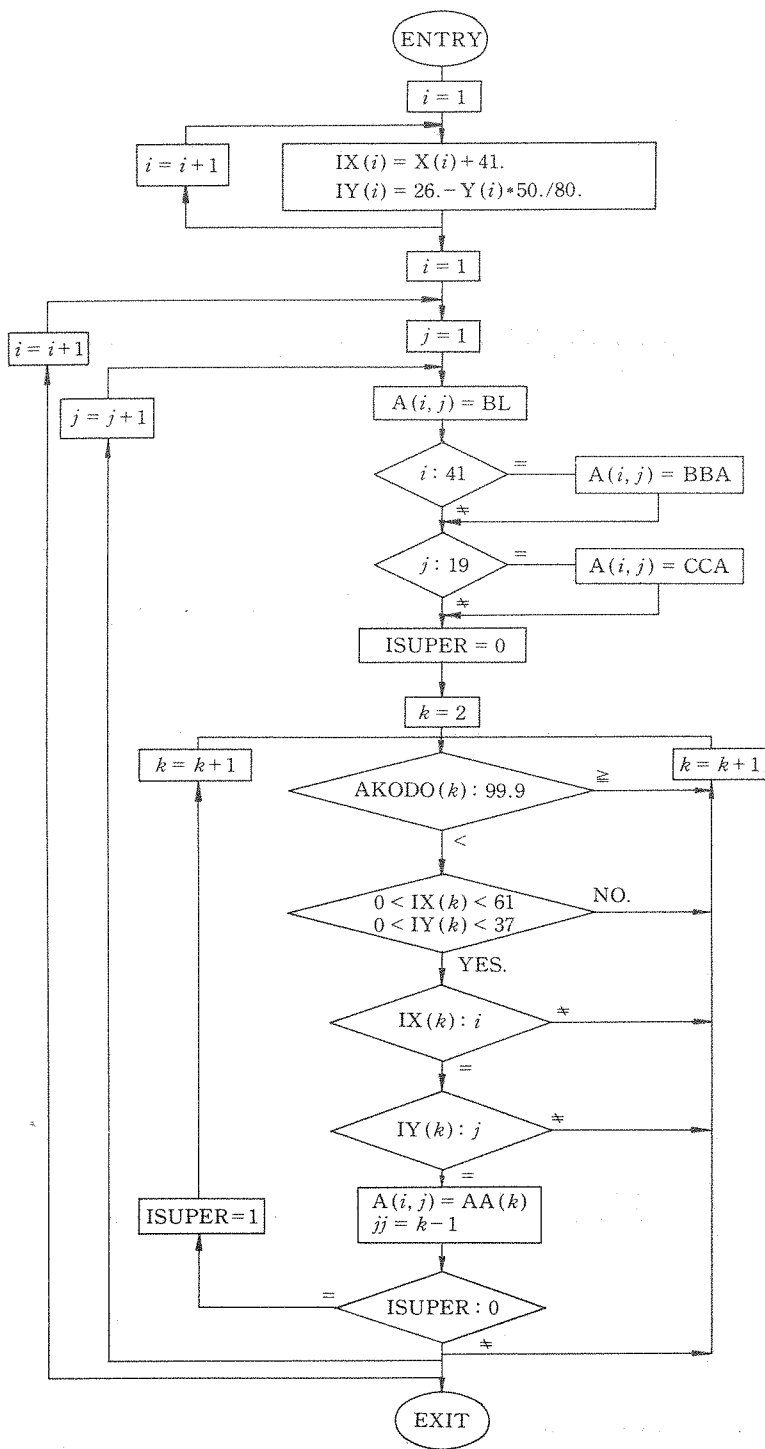 ENTRY
i = 1
i = i+1
IX(i) = X(i)+41.
IY(i) = 26.-Y(i)*50./80.
i = 1
i = i+1
j = 1
j = j+1
A(i, j) = BL
i : 41
=
A(i, j) = BBA
≠
j : 19
=
A(i, j) = CCA
≠
ISUPER = 0
k = 2
k = k+1
k = k+1
AKODO(k) : 99.9
≧
<
0 < IX(k) < 61
0 < IY(k) < 37
NO.
YES.
IX(k) : i
≠
=
IY(k) : j
≠
=
A(i, j) = AA(k)
jj = k-1
ISUPER=1
ISUPER : 0
=
≠
EXIT